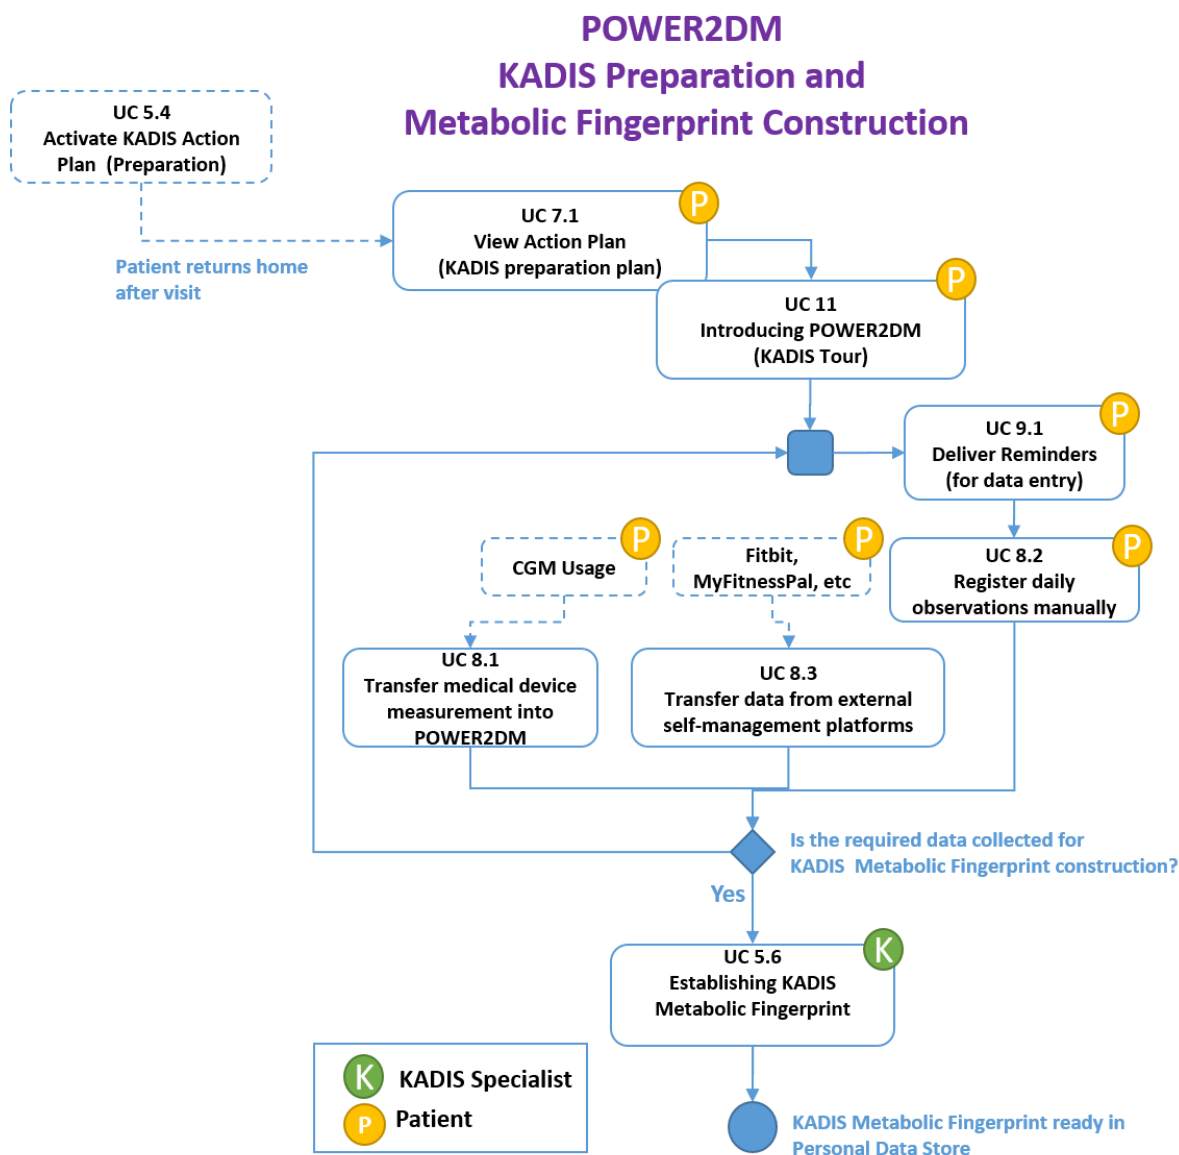 POWER2DM
KADIS Preparation and
Metabolic Fingerprint Construction
UC 5.4
Activate KADIS Action
Plan (Preparation)
Patient returns home
after visit
P
UC 7.1
View Action Plan
(KADIS preparation plan)
P
UC 11
Introducing POWER2DM
(KADIS Tour)
P
UC 9.1
Deliver Reminders
(for data entry)
P
CGM Usage
P
Fitbit,
MyFitnessPal, etc
P
UC 8.2
Register daily
observations manually
UC 8.1
Transfer medical device
measurement into
POWER2DM
UC 8.3
Transfer data from external
self-management platforms
Is the required data collected for
KADIS Metabolic Fingerprint construction?
Yes
K
UC 5.6
Establishing KADIS
Metabolic Fingerprint
K KADIS Specialist
P Patient
KADIS Metabolic Fingerprint ready in
Personal Data Store